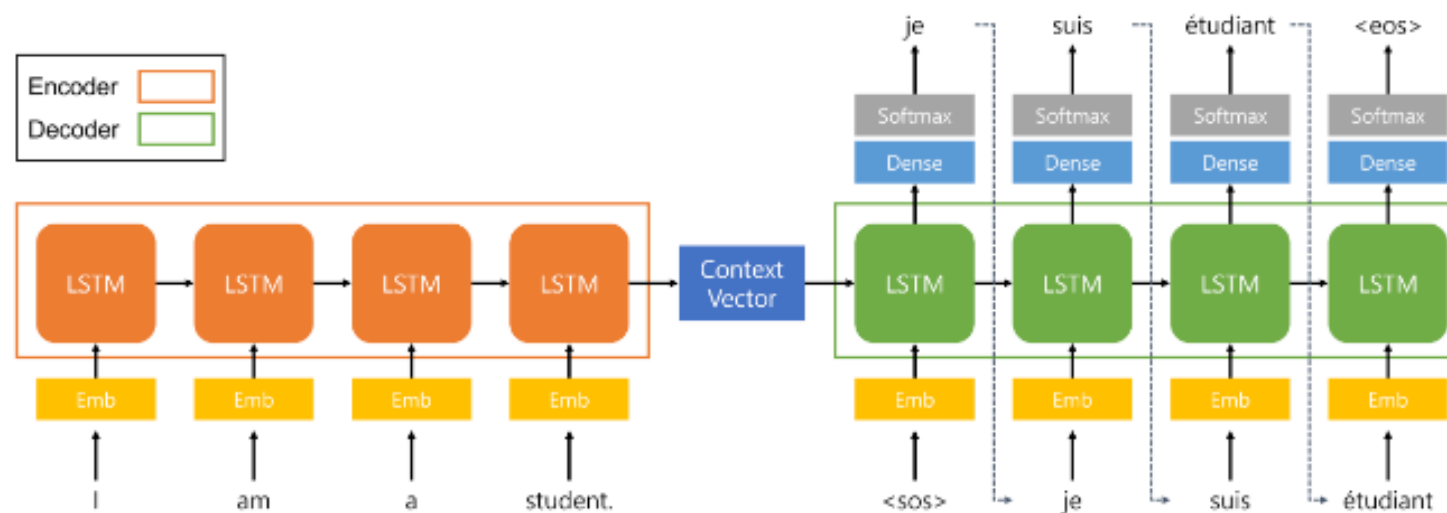 je suis étudiant <eos>
Encoder
Decoder
Softmax Softmax Softmax Softmax
Dense Dense Dense Dense
LSTM LSTM LSTM LSTM
Context
Vector
LSTM LSTM LSTM LSTM
Emb Emb Emb Emb
Emb Emb Emb Emb
I am a student.
<sos> je suis étudiant